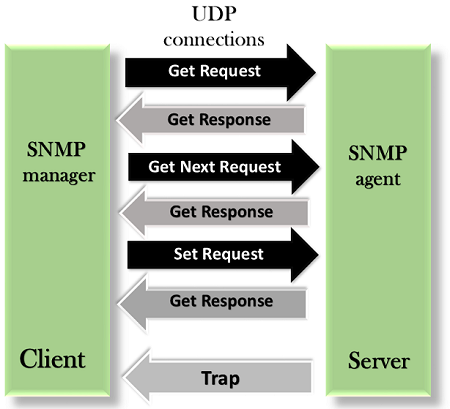 UDP
connections
Get Request
Get Response
SNMP
manager
Get Next Request
SNMP
agent
Get Response
Set Request
Get Response
Client
Server
Trap